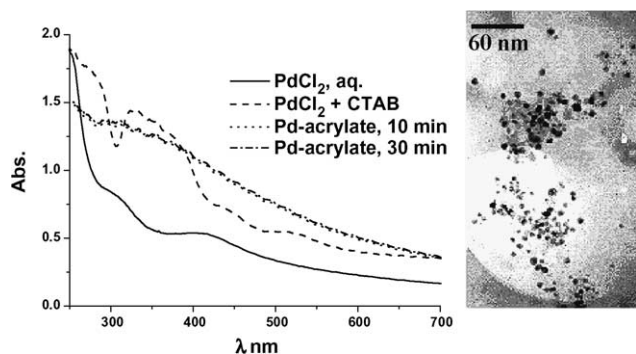 2.0
1.5
1.0
0.5
0.0
Abs.
PdCl2, aq.
PdCl2 + CTAB
Pd-acrylate, 10 min
Pd-acrylate, 30 min
300 400 500 600 700
λ nm
60 nm